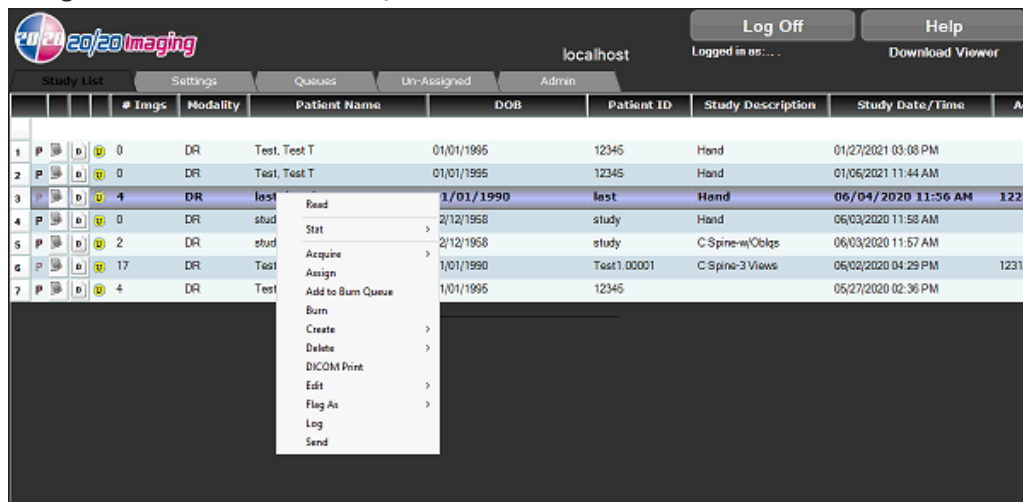 20/20 20/20 Imaging
localhost
Log Off
Help
Logged in as:....
Download Viewer
Study List Settings Queues Un-Assigned Admin
# Imgs Modality Patient Name DOB Patient ID Study Description Study Date/Time
1 P D U 0 DR Test, Test T 01/01/1995 12345 Hand 01/27/2021 03:08 PM
2 P D U 0 DR Test, Test T 01/01/1995 12345 Hand 01/06/2021 11:44 AM
3 P D U 4 DR last 1/01/1990 last Hand 06/04/2020 11:56 AM 122
4 P D U 0 DR stud 2/12/1958 study Hand 06/03/2020 11:58 AM
5 P D U 2 DR stud 2/12/1958 study C Spine-w/Oblqs 06/03/2020 11:57 AM
6 P D U 17 DR Test 1/01/1990 Test1.00001 C Spine-3 Views 06/02/2020 04:29 PM 1231
7 P D U 4 DR Test 1/01/1995 12345 05/27/2020 02:36 PM
Read
Stat
Acquire
Assign
Add to Burn Queue
Burn
Create
Delete
DICOM Print
Edit
Flag As
Log
Send